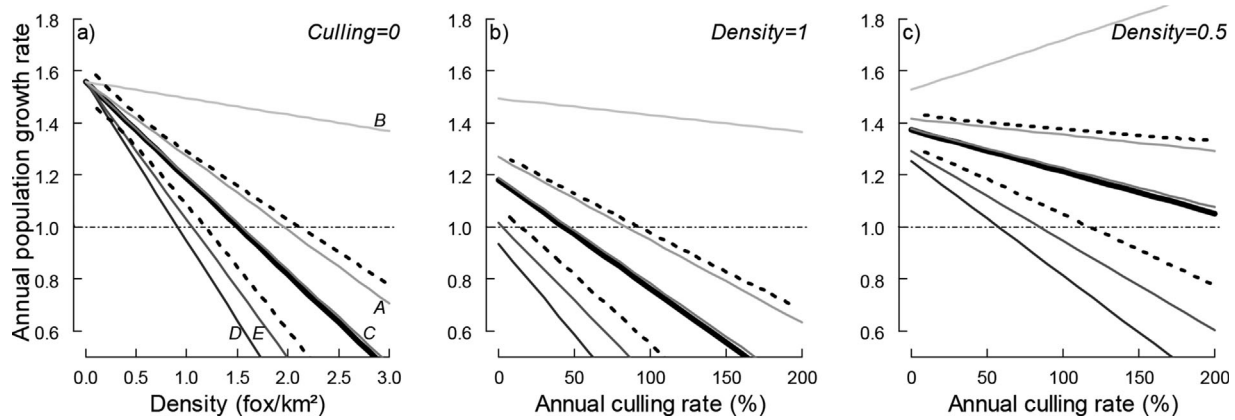 a)
Culling=0
b)
Density=1
c)
Density=0.5
Annual population growth rate
1.8
1.6
1.4
1.2
1.0
0.8
0.6
B
A
D
E
C
0.0
0.5
1.0
1.5
2.0
2.5
3.0
Density (fox/km²)
1.8
1.6
1.4
1.2
1.0
0.8
0.6
0
50
100
150
200
Annual culling rate (%)
1.8
1.6
1.4
1.2
1.0
0.8
0.6
0
50
100
150
200
Annual culling rate (%)